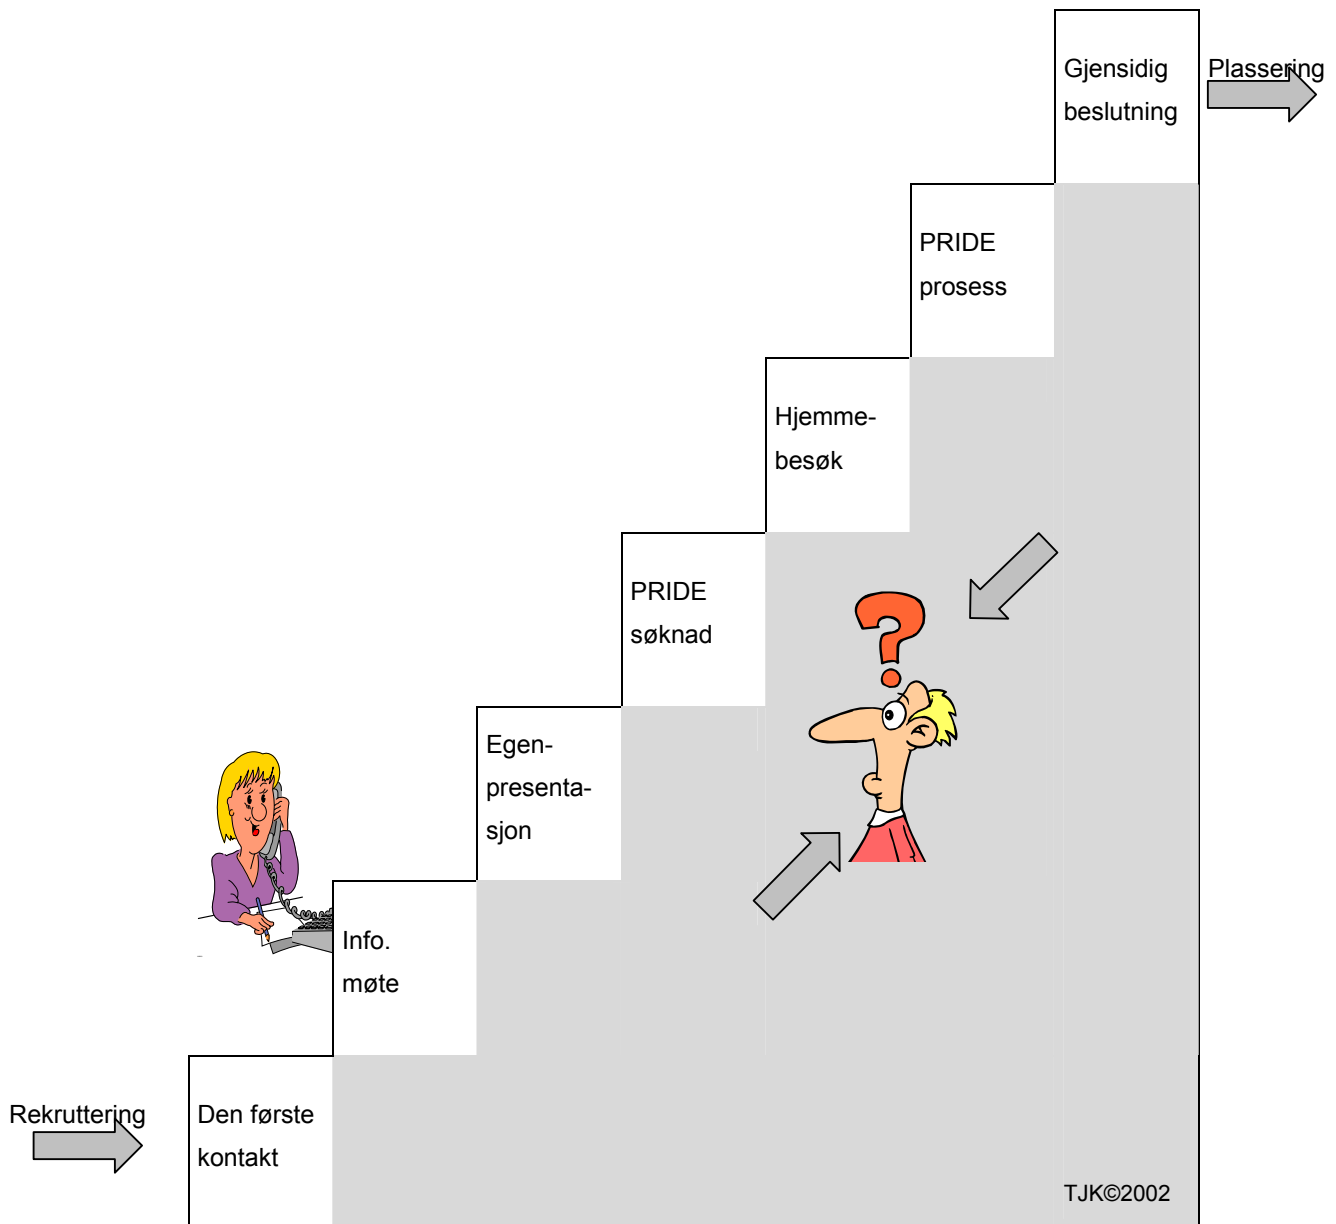 Gjensidig
beslutning
Plassering
PRIDE
prosess
Hjemme-
besøk
PRIDE
søknad
Egen-
presenta-
sjon
Info.
møte
Rekruttering
Den første
kontakt
TJK©2002